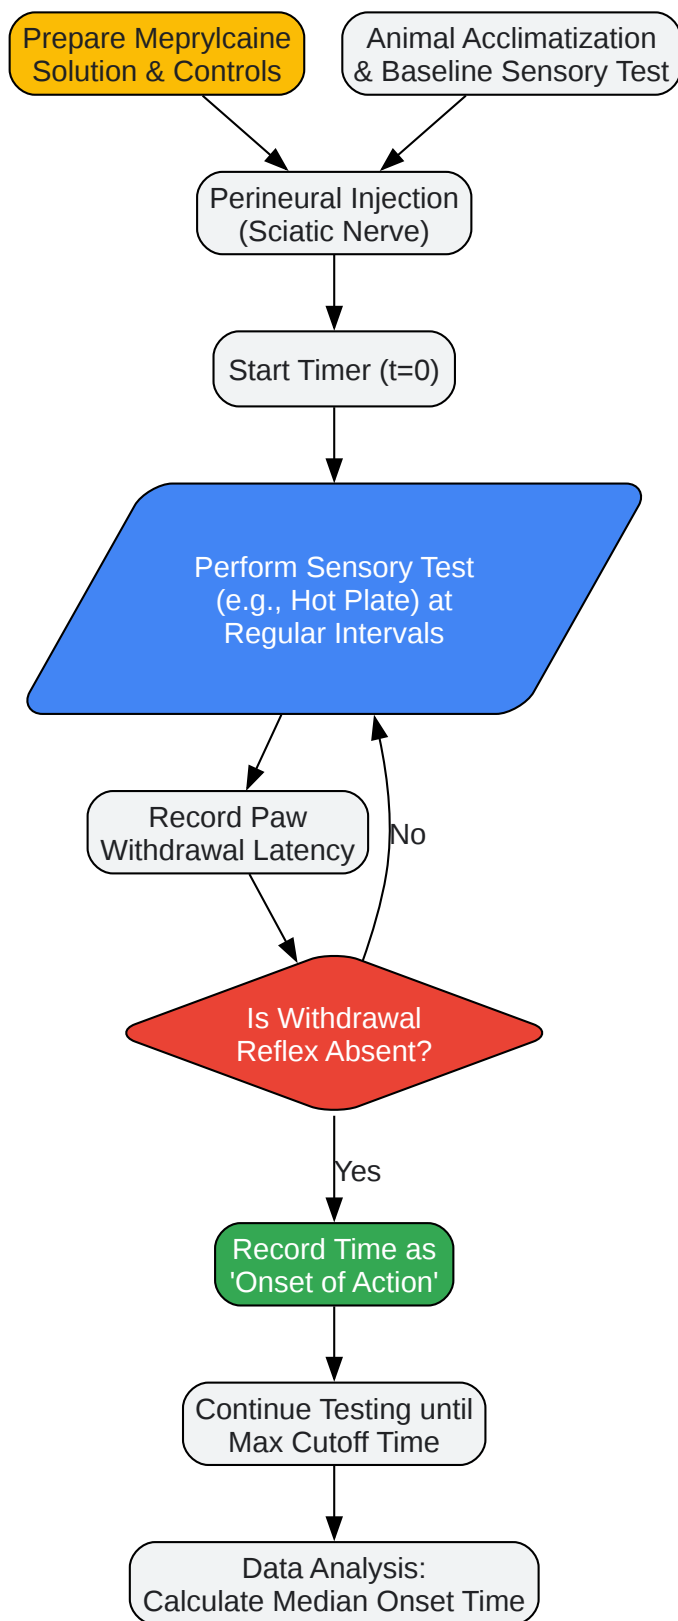 Prepare Meprylcaine
Solution & Controls
Animal Acclimatization
& Baseline Sensory Test
Perineural Injection
(Sciatic Nerve)
Start Timer (t=0)
Perform Sensory Test
(e.g., Hot Plate) at
Regular Intervals
Record Paw
Withdrawal Latency
No
Is Withdrawal
Reflex Absent?
Yes
Record Time as
'Onset of Action'
Continue Testing until
Max Cutoff Time
Data Analysis:
Calculate Median Onset Time